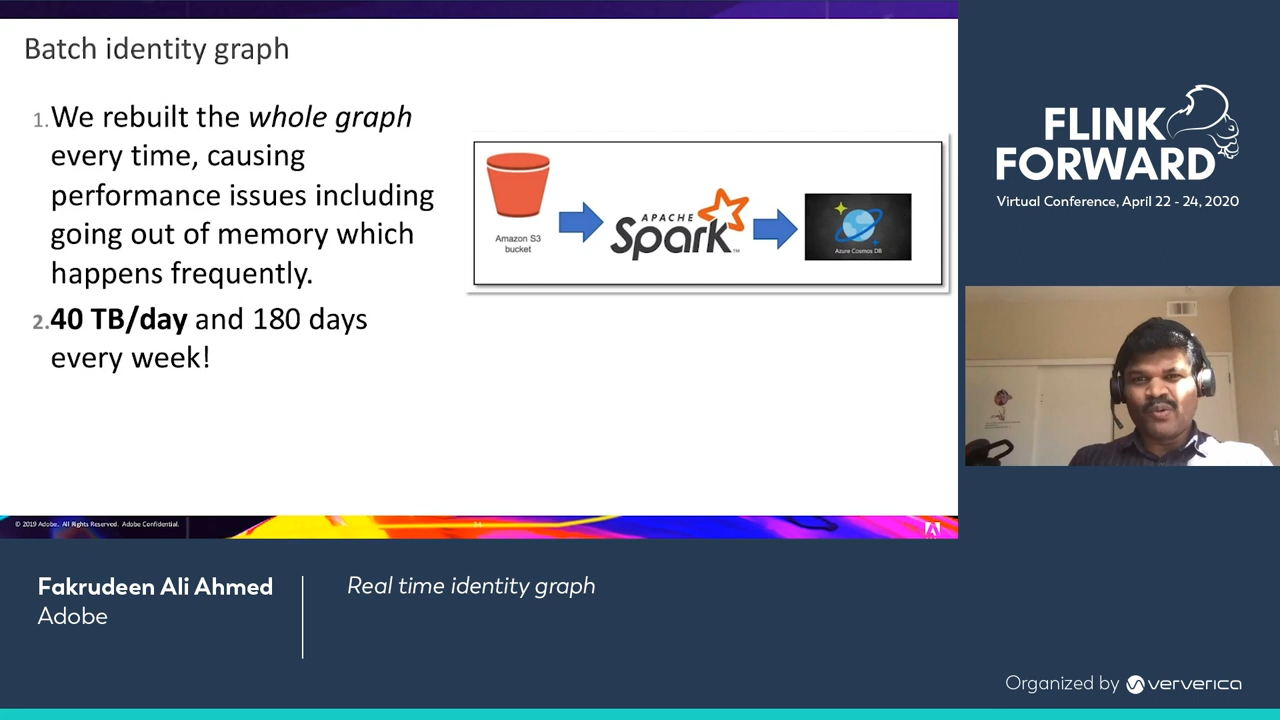 Batch identity graph
1. We rebuilt the whole graph
every time, causing
performance issues including
going out of memory which
happens frequently.
2. 40 TB/day and 180 days
every week!
Amazon S3
bucket
APACHE
Spark
TM
Azure Cosmos DB
© 2019 Adobe. All Rights Reserved. Adobe Confidential.
FLINK
FORWARD
Virtual Conference, April 22 - 24, 2020
Fakrudeen Ali Ahmed
Adobe
Real time identity graph
Organized by ververica